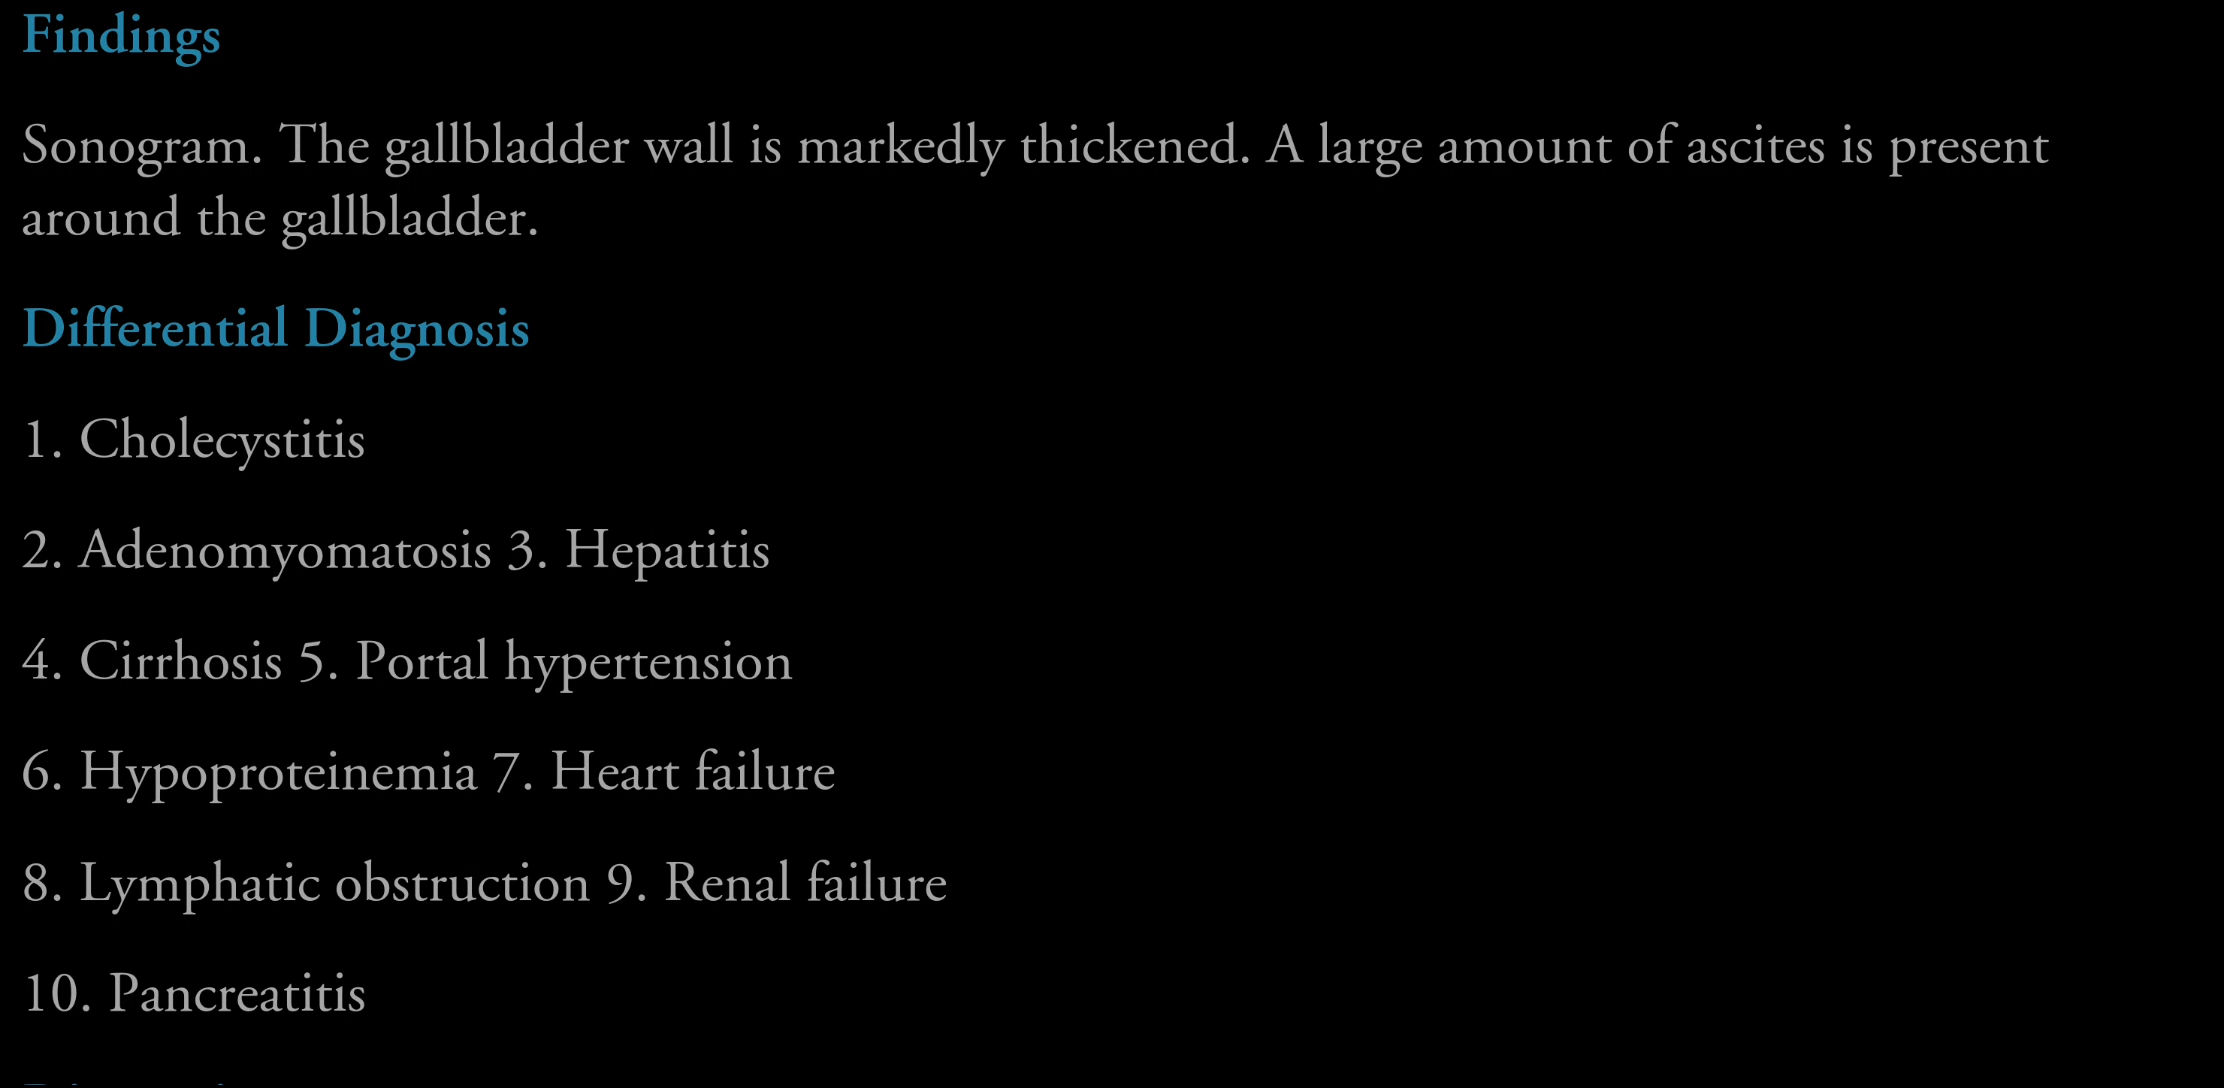 Findings
Sonogram. The gallbladder wall is markedly thickened. A large amount of ascites is present
around the gallbladder.
Differential Diagnosis
1. Cholecystitis
2. Adenomyomatosis 3. Hepatitis
4. Cirrhosis 5. Portal hypertension
6. Hypoproteinemia 7. Heart failure
8. Lymphatic obstruction 9. Renal failure
10. Pancreatitis